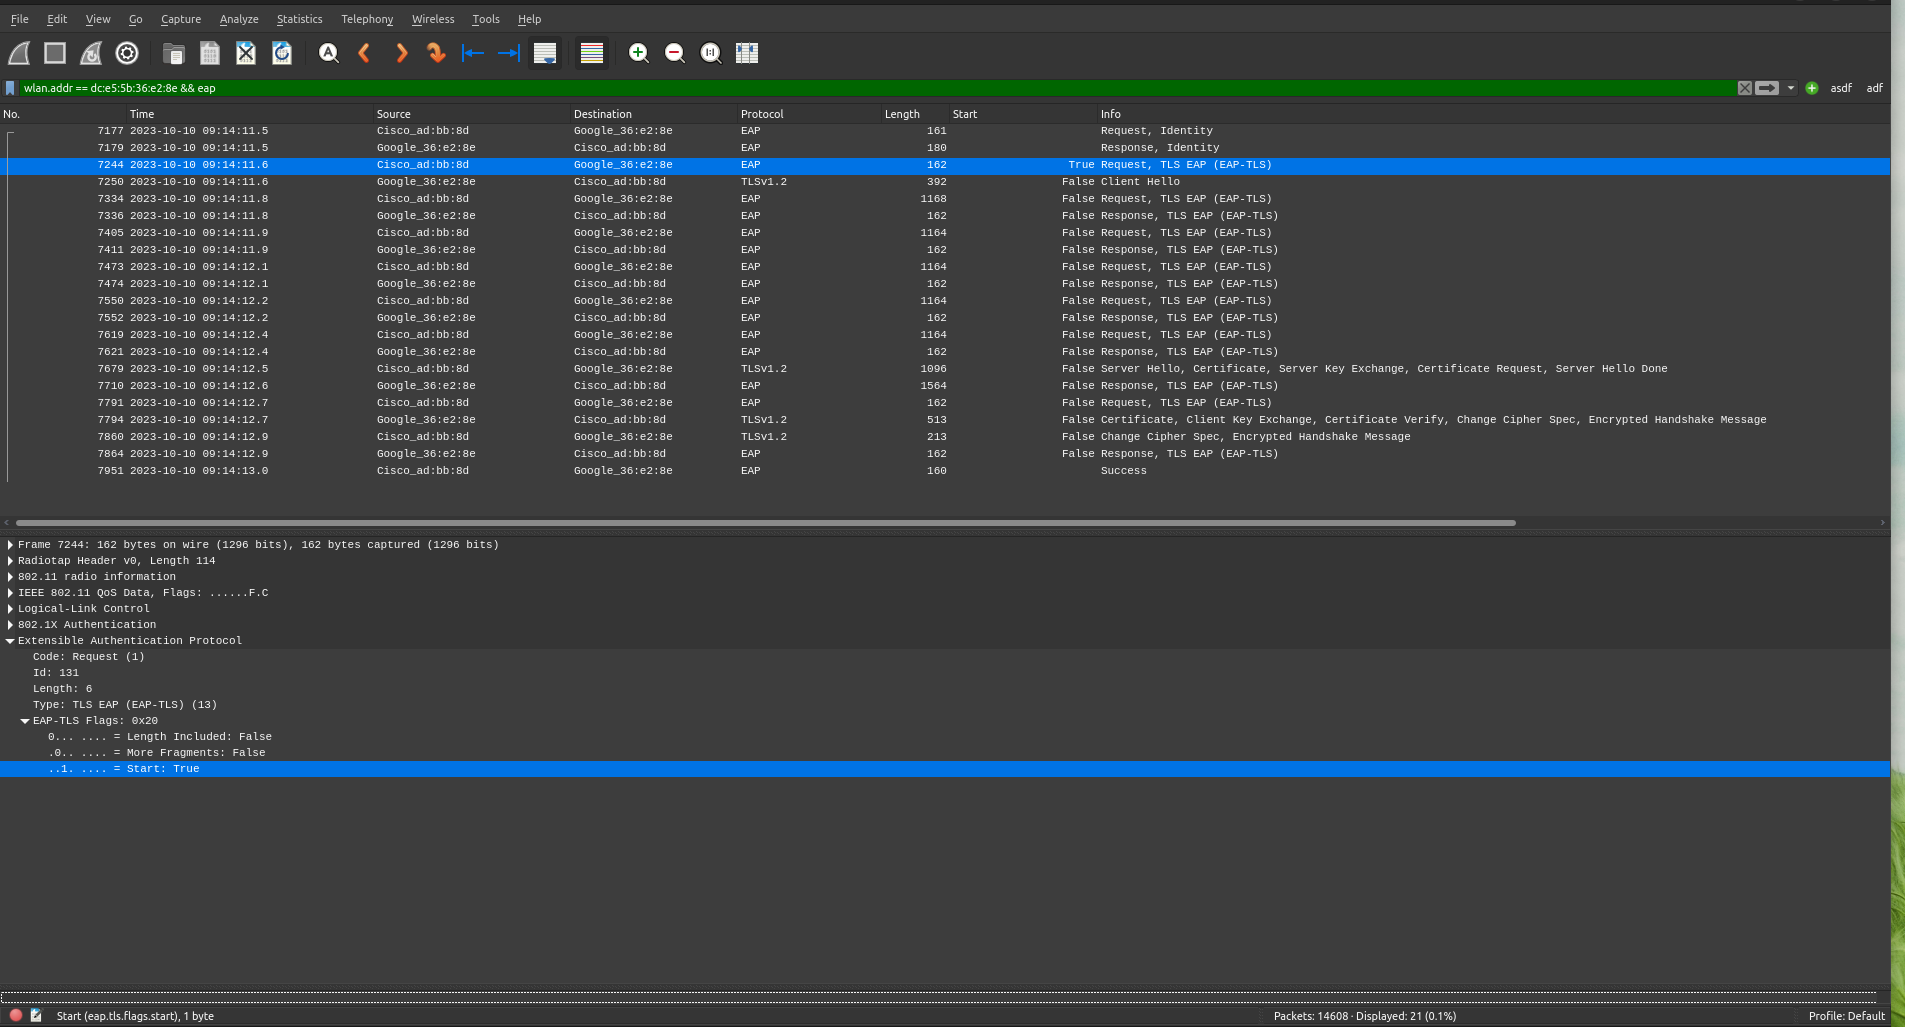 File Edit View Go Capture Analyze Statistics Telephony Wireless Tools Help
wlan.addr == dc:e5:5b:36:e2:8e && eap asdf adf
No. Time Source Destination Protocol Length Start Info
7177 2023-10-10 09:14:11.5 Cisco_ad:bb:8d Google_36:e2:8e EAP 161 Request, Identity
7179 2023-10-10 09:14:11.5 Google_36:e2:8e Cisco_ad:bb:8d EAP 180 Response, Identity
7244 2023-10-10 09:14:11.6 Cisco_ad:bb:8d Google_36:e2:8e EAP 162 True Request, TLS EAP (EAP-TLS)
7250 2023-10-10 09:14:11.6 Google_36:e2:8e Cisco_ad:bb:8d TLSv1.2 392 False Client Hello
7334 2023-10-10 09:14:11.8 Cisco_ad:bb:8d Google_36:e2:8e EAP 1168 False Request, TLS EAP (EAP-TLS)
7336 2023-10-10 09:14:11.8 Google_36:e2:8e Cisco_ad:bb:8d EAP 162 False Response, TLS EAP (EAP-TLS)
7405 2023-10-10 09:14:11.9 Cisco_ad:bb:8d Google_36:e2:8e EAP 1164 False Request, TLS EAP (EAP-TLS)
7411 2023-10-10 09:14:11.9 Google_36:e2:8e Cisco_ad:bb:8d EAP 162 False Response, TLS EAP (EAP-TLS)
7473 2023-10-10 09:14:12.1 Cisco_ad:bb:8d Google_36:e2:8e EAP 1164 False Request, TLS EAP (EAP-TLS)
7474 2023-10-10 09:14:12.1 Google_36:e2:8e Cisco_ad:bb:8d EAP 162 False Response, TLS EAP (EAP-TLS)
7550 2023-10-10 09:14:12.2 Cisco_ad:bb:8d Google_36:e2:8e EAP 1164 False Request, TLS EAP (EAP-TLS)
7552 2023-10-10 09:14:12.2 Google_36:e2:8e Cisco_ad:bb:8d EAP 162 False Response, TLS EAP (EAP-TLS)
7619 2023-10-10 09:14:12.4 Cisco_ad:bb:8d Google_36:e2:8e EAP 1164 False Request, TLS EAP (EAP-TLS)
7621 2023-10-10 09:14:12.4 Google_36:e2:8e Cisco_ad:bb:8d EAP 162 False Response, TLS EAP (EAP-TLS)
7679 2023-10-10 09:14:12.5 Cisco_ad:bb:8d Google_36:e2:8e TLSv1.2 1096 False Server Hello, Certificate, Server Key Exchange, Certificate Request, Server Hello Done
7710 2023-10-10 09:14:12.6 Google_36:e2:8e Cisco_ad:bb:8d EAP 1564 False Response, TLS EAP (EAP-TLS)
7791 2023-10-10 09:14:12.7 Cisco_ad:bb:8d Google_36:e2:8e EAP 162 False Request, TLS EAP (EAP-TLS)
7794 2023-10-10 09:14:12.7 Google_36:e2:8e Cisco_ad:bb:8d TLSv1.2 513 False Certificate, Client Key Exchange, Certificate Verify, Change Cipher Spec, Encrypted Handshake Message
7860 2023-10-10 09:14:12.9 Cisco_ad:bb:8d Google_36:e2:8e TLSv1.2 213 False Change Cipher Spec, Encrypted Handshake Message
7864 2023-10-10 09:14:12.9 Google_36:e2:8e Cisco_ad:bb:8d EAP 162 False Response, TLS EAP (EAP-TLS)
7951 2023-10-10 09:14:13.0 Cisco_ad:bb:8d Google_36:e2:8e EAP 160 Success
Frame 7244: 162 bytes on wire (1296 bits), 162 bytes captured (1296 bits)
Radiotap Header v0, Length 114
802.11 radio information
IEEE 802.11 QoS Data, Flags: ......F.C
Logical-Link Control
802.1X Authentication
Extensible Authentication Protocol
Code: Request (1)
Id: 131
Length: 6
Type: TLS EAP (EAP-TLS) (13)
EAP-TLS Flags: 0x20
0... .... = Length Included: False
.0.. .... = More Fragments: False
..1. .... = Start: True
Start (eap.tls.flags.start), 1 byte Packets: 14608 · Displayed: 21 (0.1%) Profile: Default